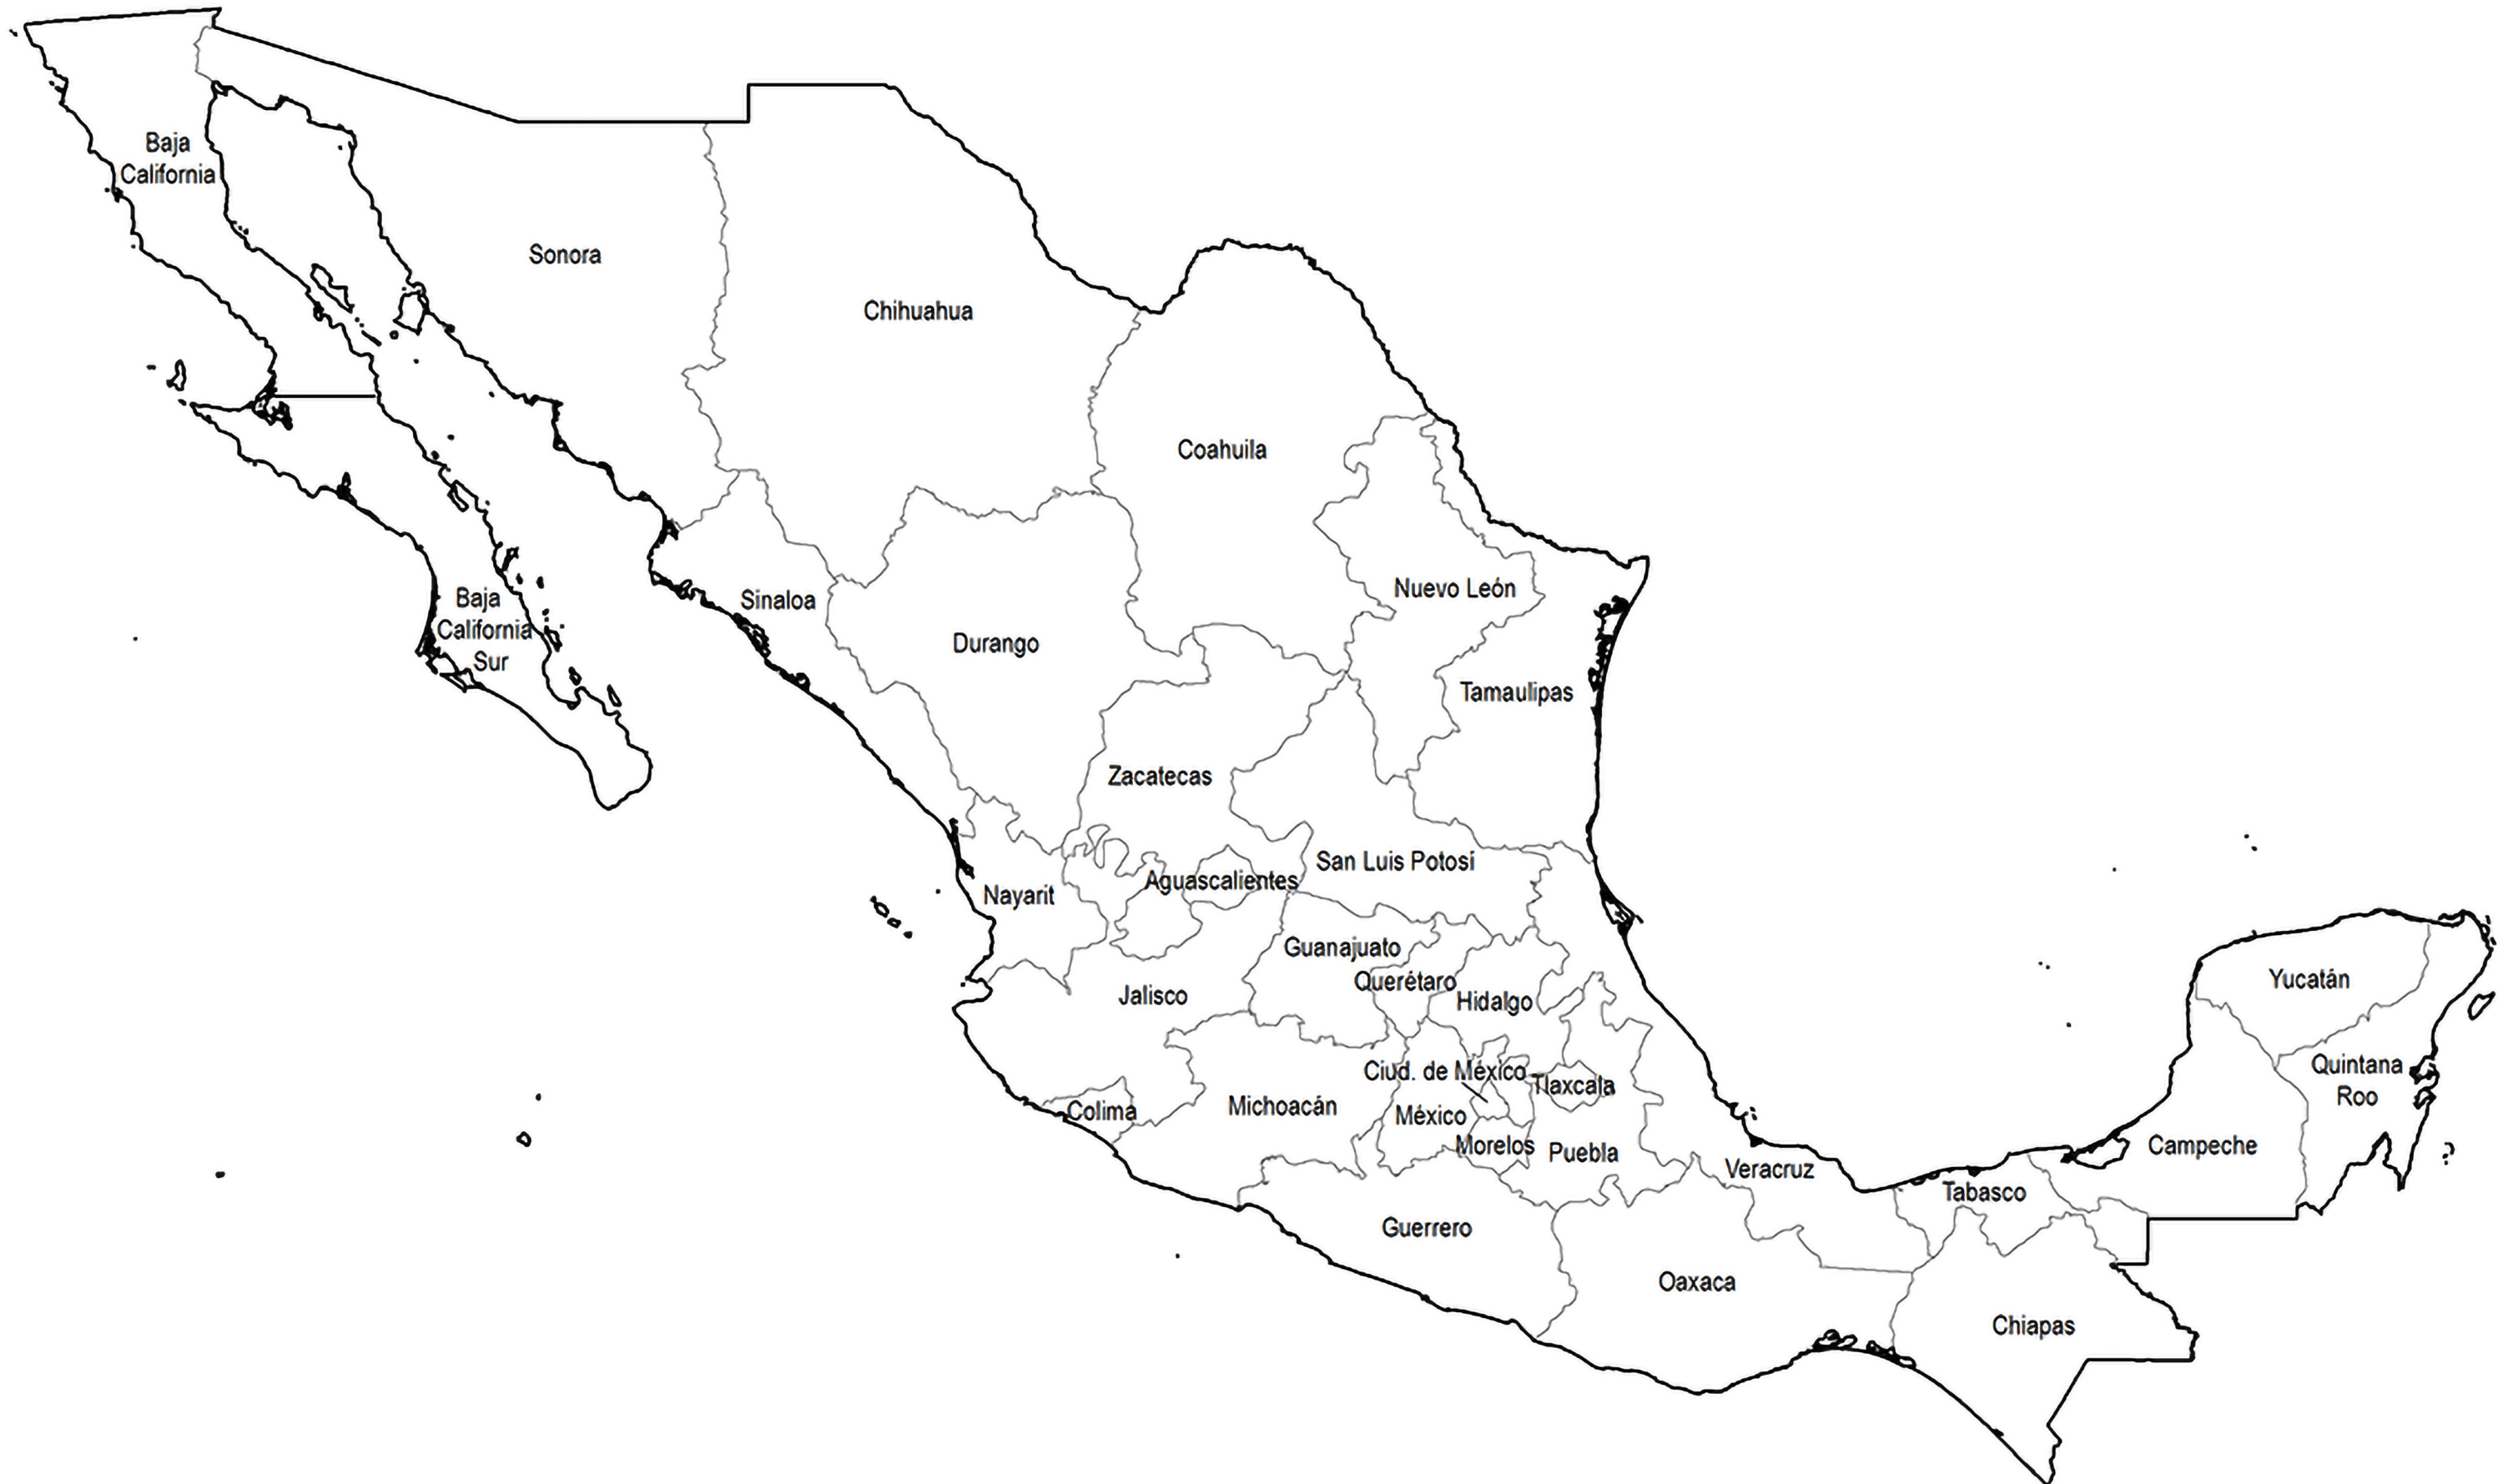 Baja
California
Sonora
Chihuahua
Coahuila
Nuevo León
Baja
California
Sur
Sinaloa
Durango
Tamaulipas
Zacatecas
San Luis Potosí
Aguascalientes
Nayarit
Guanajuato
Querétaro
Hidalgo
Jalisco
Yucatán
Quintana
Roo
Ciud. de México
Tlaxcala
Colima
Michoacán
México
Morelos
Puebla
Veracruz
Campeche
Tabasco
Guerrero
Oaxaca
Chiapas